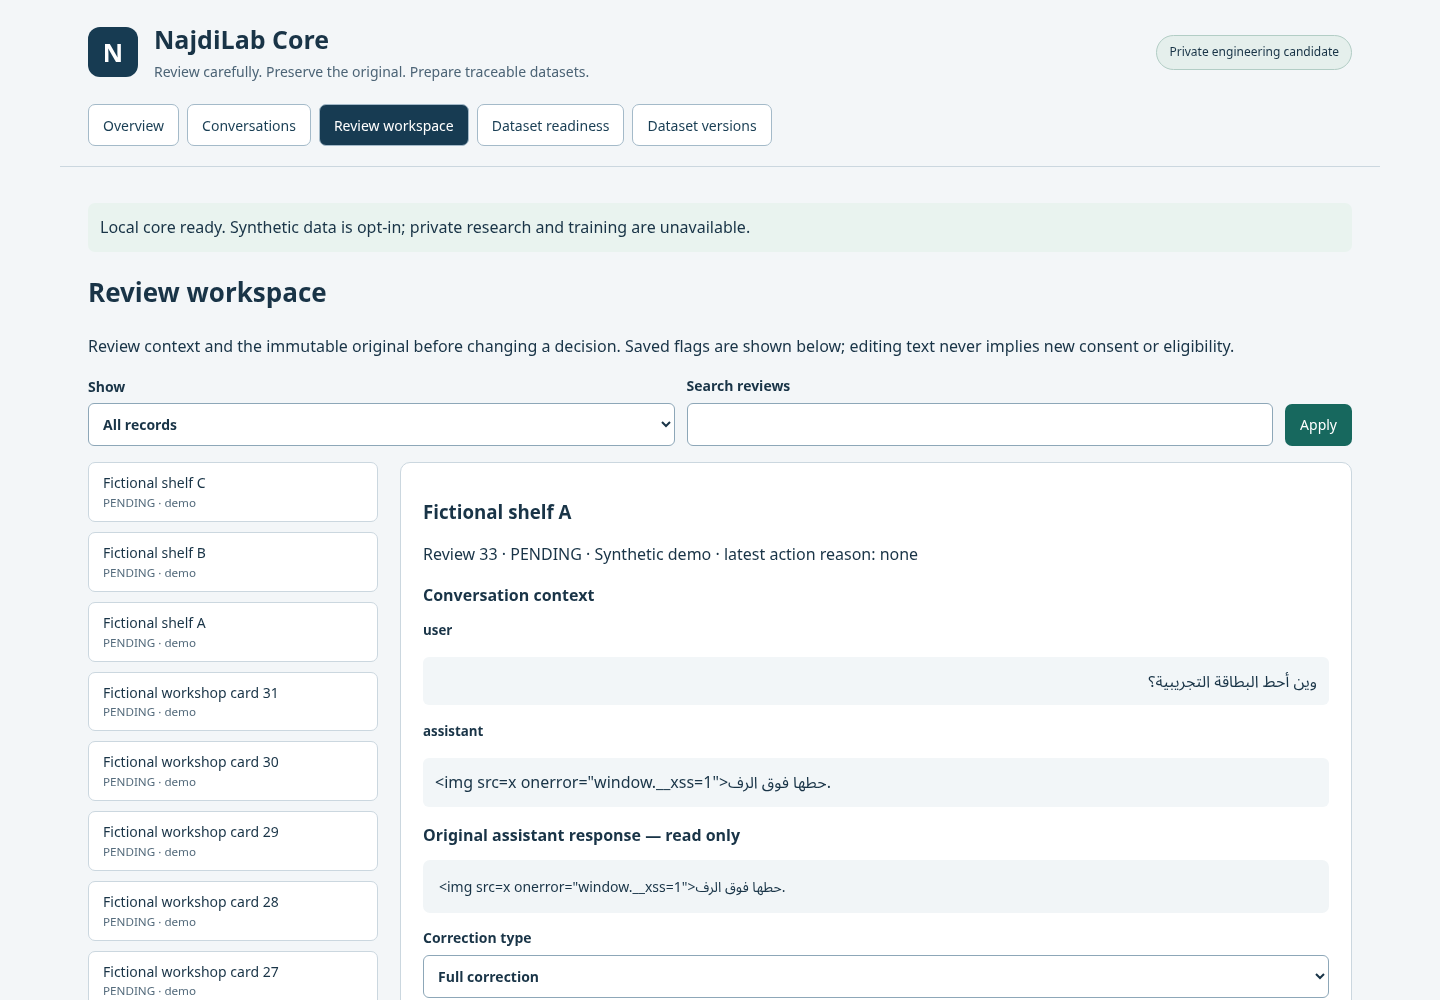 N
NajdiLab Core
Review carefully. Preserve the original. Prepare traceable datasets.
Private engineering candidate
Overview
Conversations
Review workspace
Dataset readiness
Dataset versions
Local core ready. Synthetic data is opt-in; private research and training are unavailable.
Review workspace
Review context and the immutable original before changing a decision. Saved flags are shown below; editing text never implies new consent or eligibility.
Show
All records
Search reviews
Apply
Fictional shelf C
PENDING · demo
Fictional shelf B
PENDING · demo
Fictional shelf A
PENDING · demo
Fictional workshop card 31
PENDING · demo
Fictional workshop card 30
PENDING · demo
Fictional workshop card 29
PENDING · demo
Fictional workshop card 28
PENDING · demo
Fictional workshop card 27
PENDING · demo
Fictional shelf A
Review 33 · PENDING · Synthetic demo · latest action reason: none
Conversation context
user
وين أحط البطاقة التجريبية؟
assistant
<img src=x onerror="window.__xss=1">حطها فوق الرف.
Original assistant response — read only
<img src=x onerror="window.__xss=1">حطها فوق الرف.
Correction type
Full correction